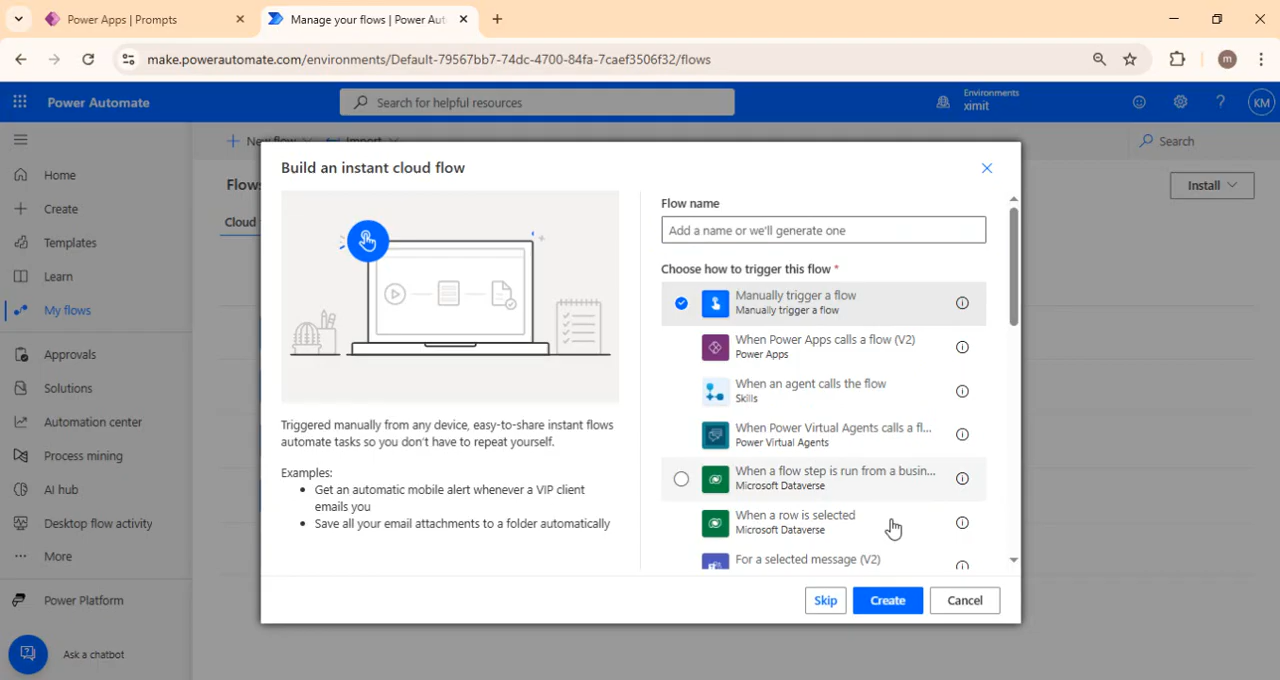 Power Apps | Prompts
Manage your flows | Power Aut
make.powerautomate.com/environments/Default-79567bb7-74dc-4700-84fa-7caef3506f32/flows
m
Power Automate
Search for helpful resources
Environments
ximit
KM
New flow
Import
Search
Home
Create
Templates
Learn
My flows
Approvals
Solutions
Automation center
Process mining
AI hub
Desktop flow activity
More
Power Platform
Ask a chatbot
Flows
Install
Cloud
Build an instant cloud flow
Triggered manually from any device, easy-to-share instant flows
automate tasks so you don't have to repeat yourself.
Examples:
• Get an automatic mobile alert whenever a VIP client
emails you
• Save all your email attachments to a folder automatically
Flow name
Add a name or we'll generate one
Choose how to trigger this flow *
Manually trigger a flow
Manually trigger a flow
When Power Apps calls a flow (V2)
Power Apps
When an agent calls the flow
Skills
When Power Virtual Agents calls a fl...
Power Virtual Agents
When a flow step is run from a busin...
Microsoft Dataverse
When a row is selected
Microsoft Dataverse
For a selected message (V2)
Skip
Create
Cancel